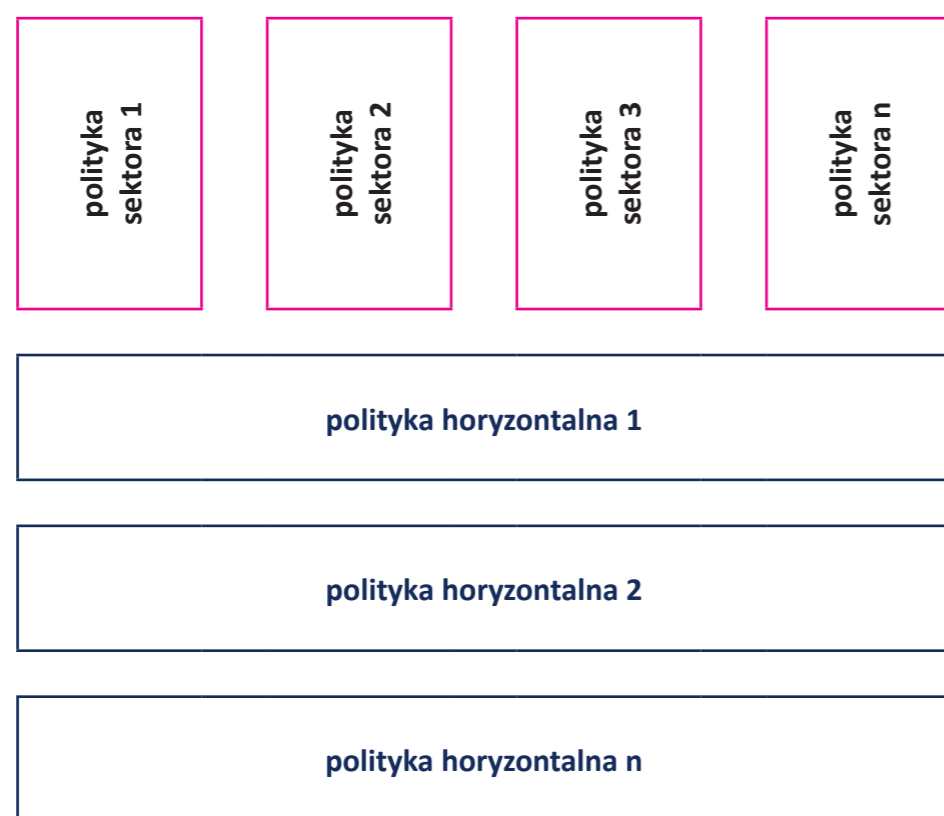 polityka
sektora 1
polityka
sektora 2
polityka
sektora 3
polityka
sektora n
polityka horyzontalna 1
polityka horyzontalna 2
polityka horyzontalna n